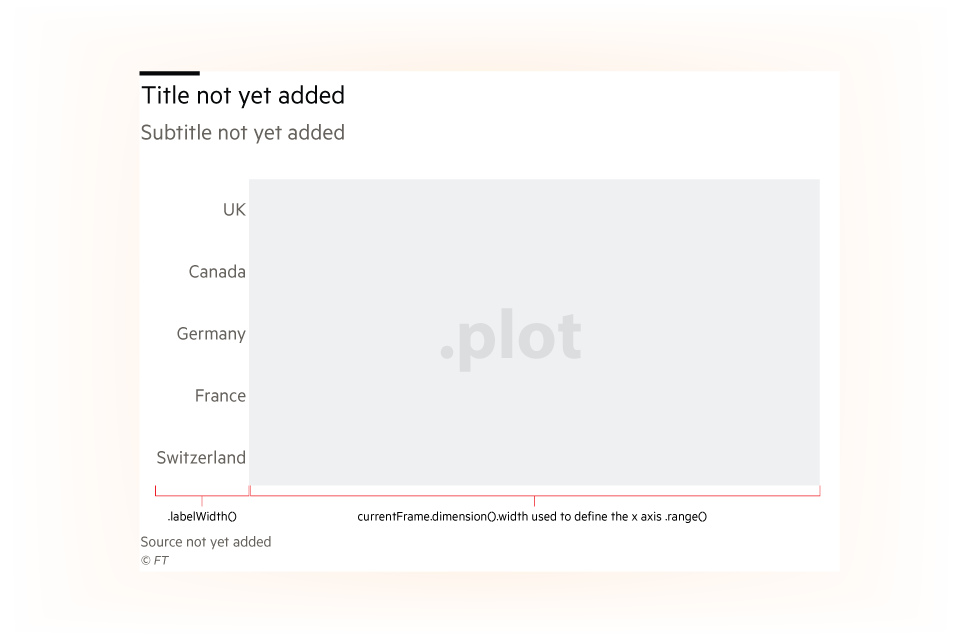 Title not yet added
Subtitle not yet added
UK
Canada
Germany
France
Switzerland
.plot
.labelWidth()
currentFrame.dimension().width used to define the x axis .range()
Source not yet added
© FT